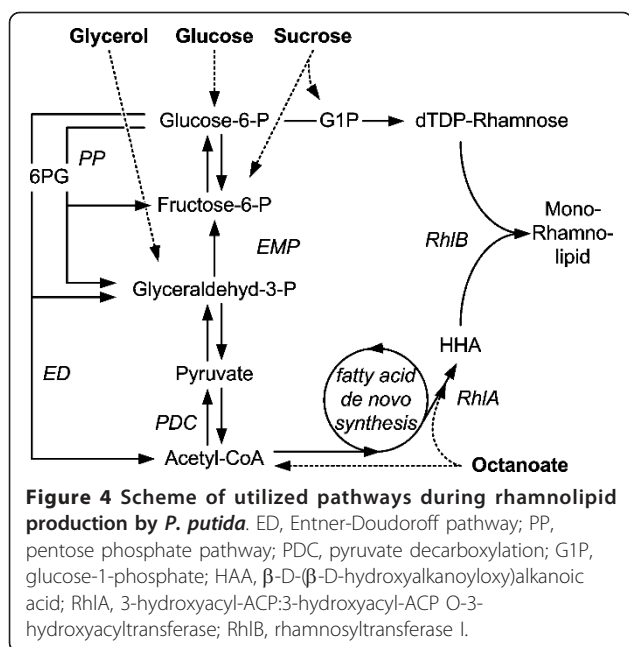 Glycerol Glucose Sucrose
Glucose-6-P G1P dTDP-Rhamnose
PP
6PG
Fructose-6-P
Mono-
Rhamno-
lipid
RhlB
EMP
Glyceraldehyd-3-P
HHA
ED
Pyruvate
fatty acid
de novo
synthesis
RhlA
PDC
Acetyl-CoA
Octanoate
Figure 4 Scheme of utilized pathways during rhamnolipid
production by P. putida. ED, Entner-Doudoroff pathway; PP,
pentose phosphate pathway; PDC, pyruvate decarboxylation; G1P,
glucose-1-phosphate; HAA, β-D-(β-D-hydroxyalkanoyloxy)alkanoic
acid; RhlA, 3-hydroxyacyl-ACP:3-hydroxyacyl-ACP O-3-
hydroxyacyltransferase; RhlB, rhamnosyltransferase I.